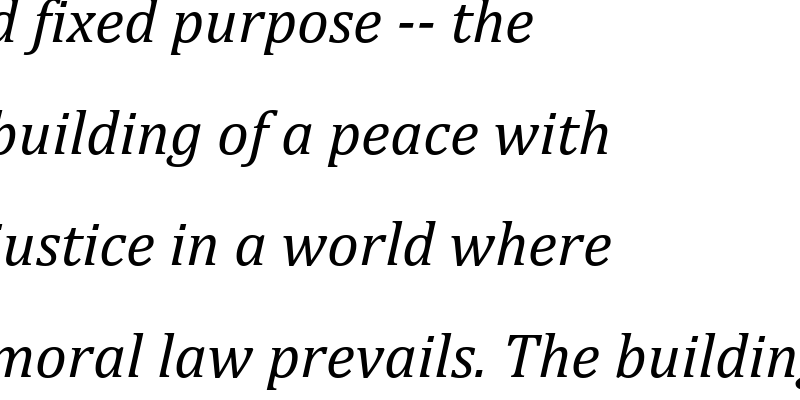 fixed purpose -- the
building of a peace with
justice in a world where
moral law prevails. The building